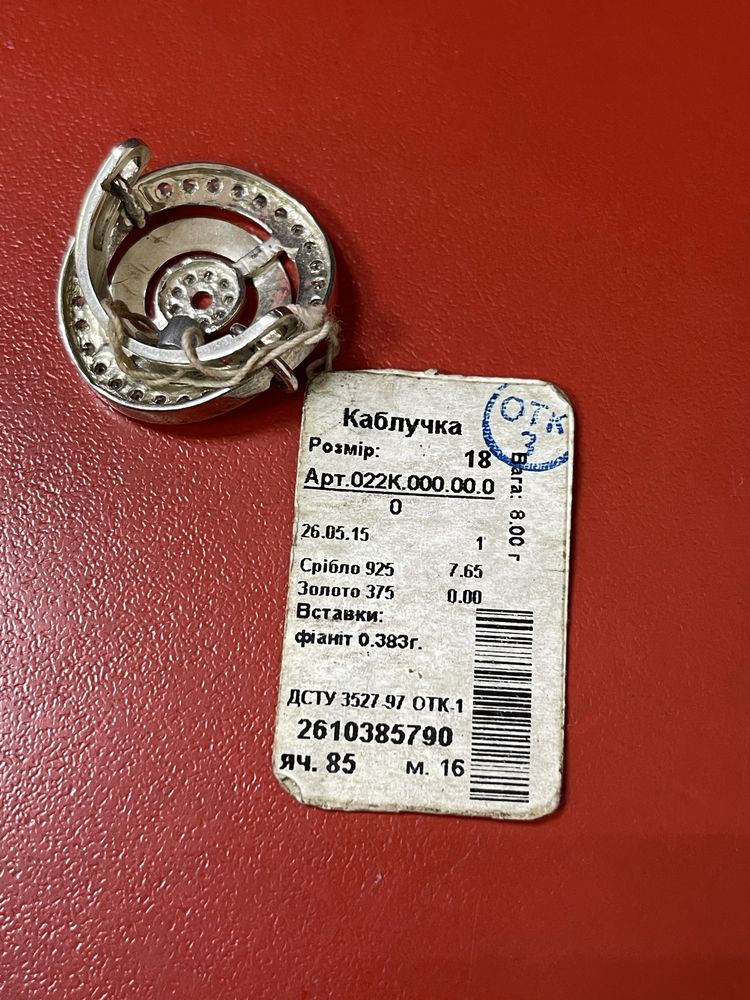 Каблучка
ОТК
2
Розмір: 18
Вага: 8.00 г
Арт.022К.000.00.0
0
26.05.15 1
Срібло 925 7.65
Золото 375 0.00
Вставки:
фіаніт 0.383г.
ДСТУ 3527-97 ОТК-1
2610385790
яч. 85 м. 16